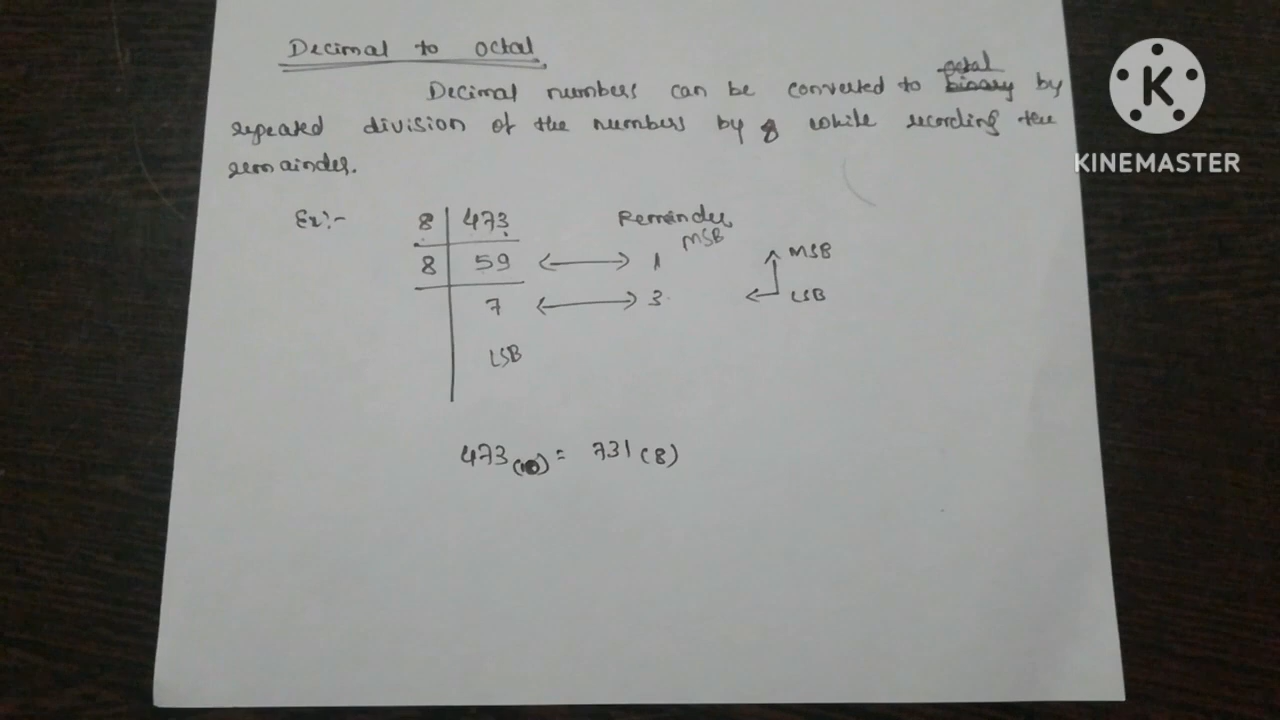 Decimal to octal
octal
Decimal numbers can be converted to binary by
repeated division of the numbers by 8 while recording the
remainder.
Ex:- 8 473 Reminder
MSB
8 59 1 MSB
7 3 LSB
LSB
473(10) = 731(8)
K
KINEMASTER